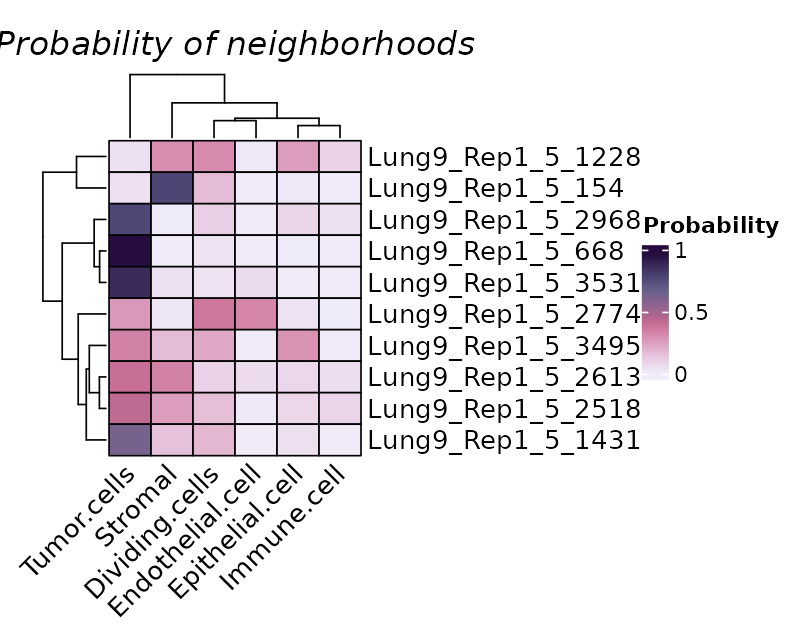 Probability of neighborhoods
Lung9_Rep1_5_1228
Lung9_Rep1_5_154
Lung9_Rep1_5_2968
Lung9_Rep1_5_668
Lung9_Rep1_5_3531
Lung9_Rep1_5_2774
Lung9_Rep1_5_3495
Lung9_Rep1_5_2613
Lung9_Rep1_5_2518
Lung9_Rep1_5_1431
Probability
1
0.5
0
Tumor.cells
Stromal
Dividing.cells
Endothelial.cell
Epithelial.cell
Immune.cell